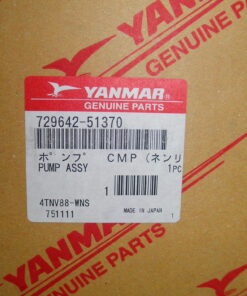 YANMAR
GENUINE PARTS
YANMAR
GENUINE PARTS
729642-51370
ポンプ CMP (ネンリ
PUMP ASSY 1PC
1
4TNV88-WNS
751111 MADE IN JAPAN 1
YANMAR
GENUINE PARTS